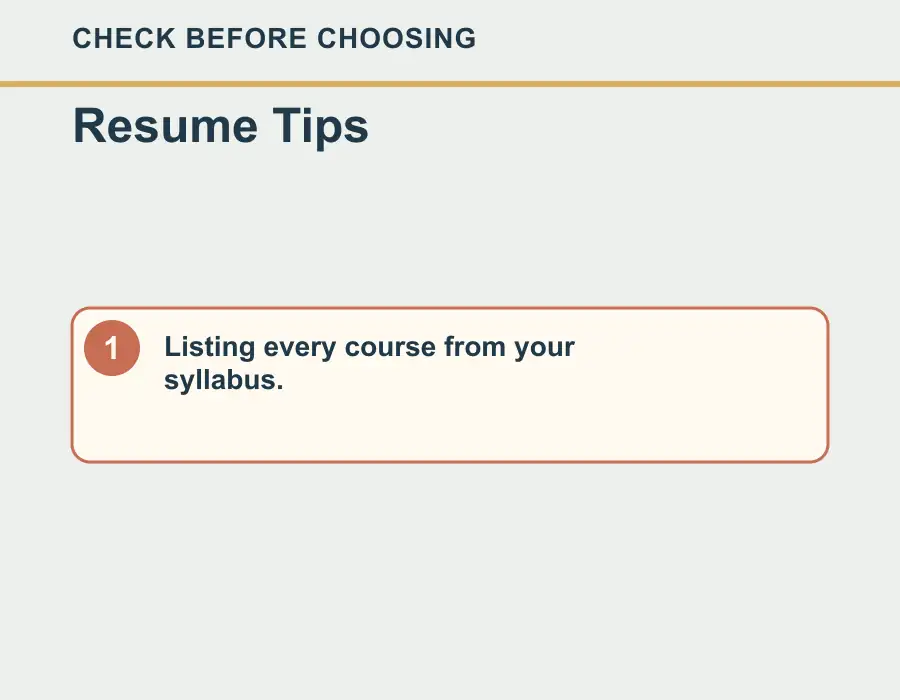 CHECK BEFORE CHOOSING
Resume Tips
1
Listing every course from your
syllabus.